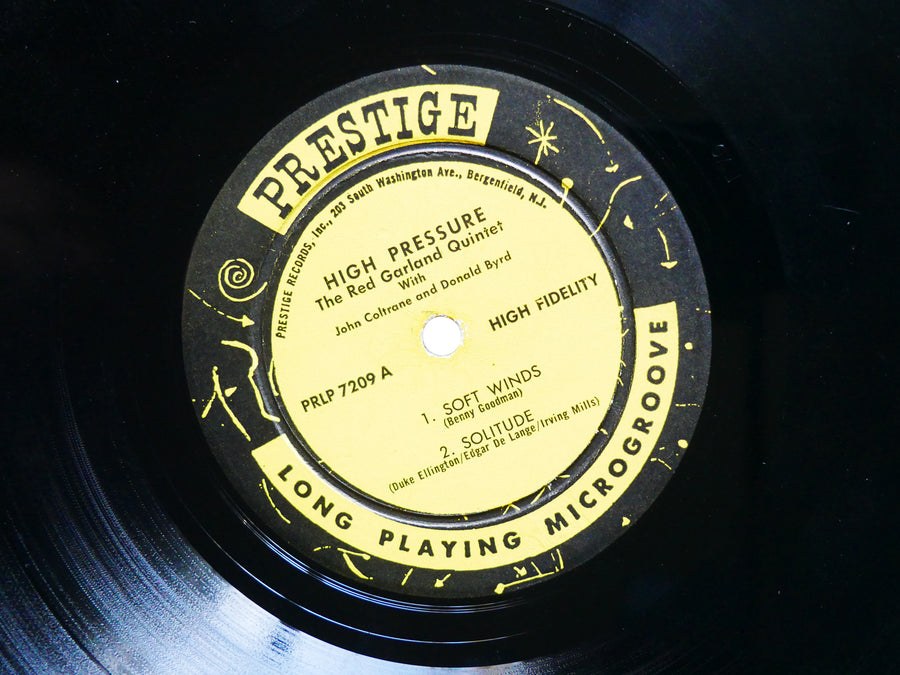 PRESTIGE
PRESTIGE RECORDS, Inc., 203 South Washington Ave., Bergenfield, N.J.
HIGH PRESSURE
The Red Garland Quintet
With
John Coltrane and Donald Byrd
HIGH FIDELITY
PRLP 7209 A
1. SOFT WINDS
(Benny Goodman)
2. SOLITUDE
(Duke Ellington/Edgar De Lange/Irving Mills)
LONG PLAYING MICROGROOVE